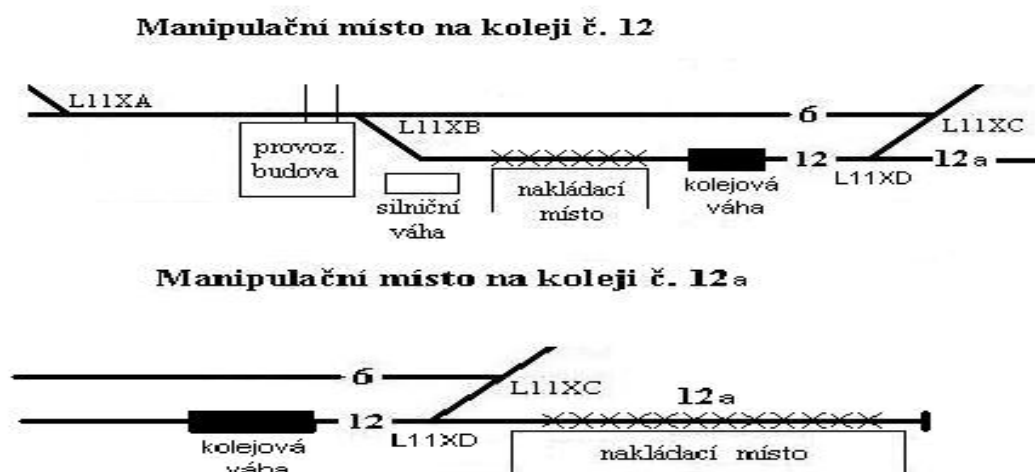 Manipulační místo na koleji č. 12
L11XA
L11XB
6
L11XC
provoz.
budova
12
12a
L11XD
silniční
váha
nakládací
místo
kolejová
váha
Manipulační místo na koleji č. 12a
6
L11XC
12a
12
L11XD
kolejová
váha
nakládací místo